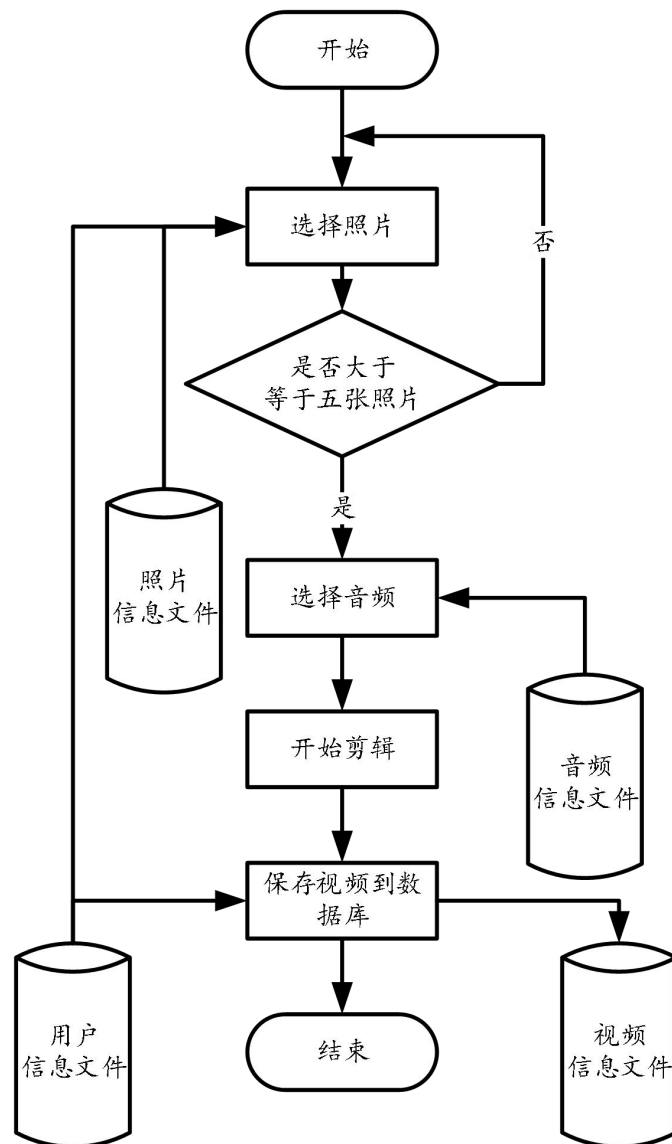 开始
选择照片
否
是否大于
等于五张照片
是
照片
信息文件
选择音频
开始剪辑
音频
信息文件
保存视频到数
据库
用户
信息文件
结束
视频
信息文件